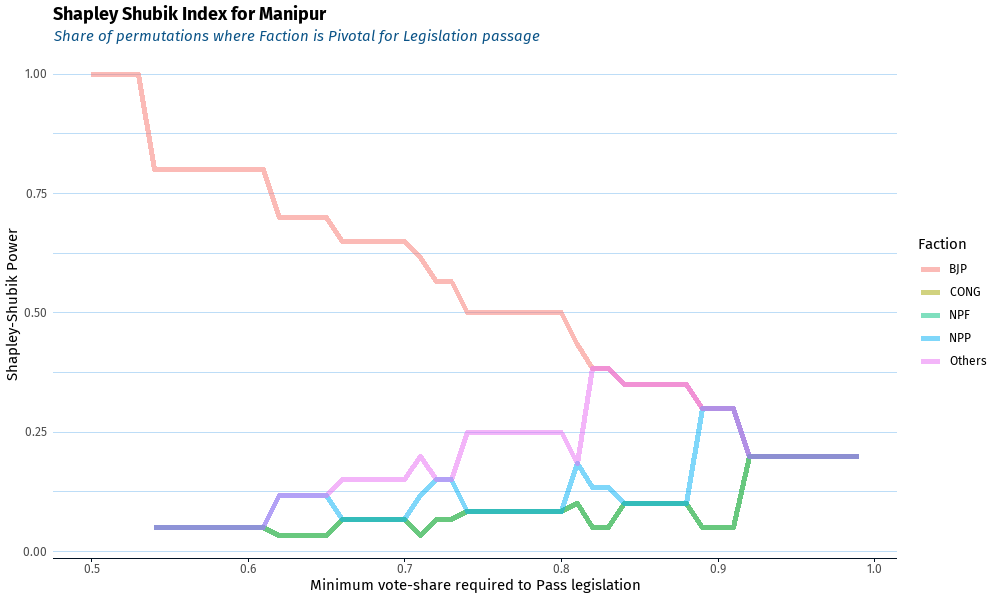 Shapley Shubik Index for Manipur
Share of permutations where Faction is Pivotal for Legislation passage
1.00
0.75
0.50
0.25
0.00
Shapley-Shubik Power
0.5 0.6 0.7 0.8 0.9 1.0
Minimum vote-share required to Pass legislation
Faction
BJP
CONG
NPF
NPP
Others